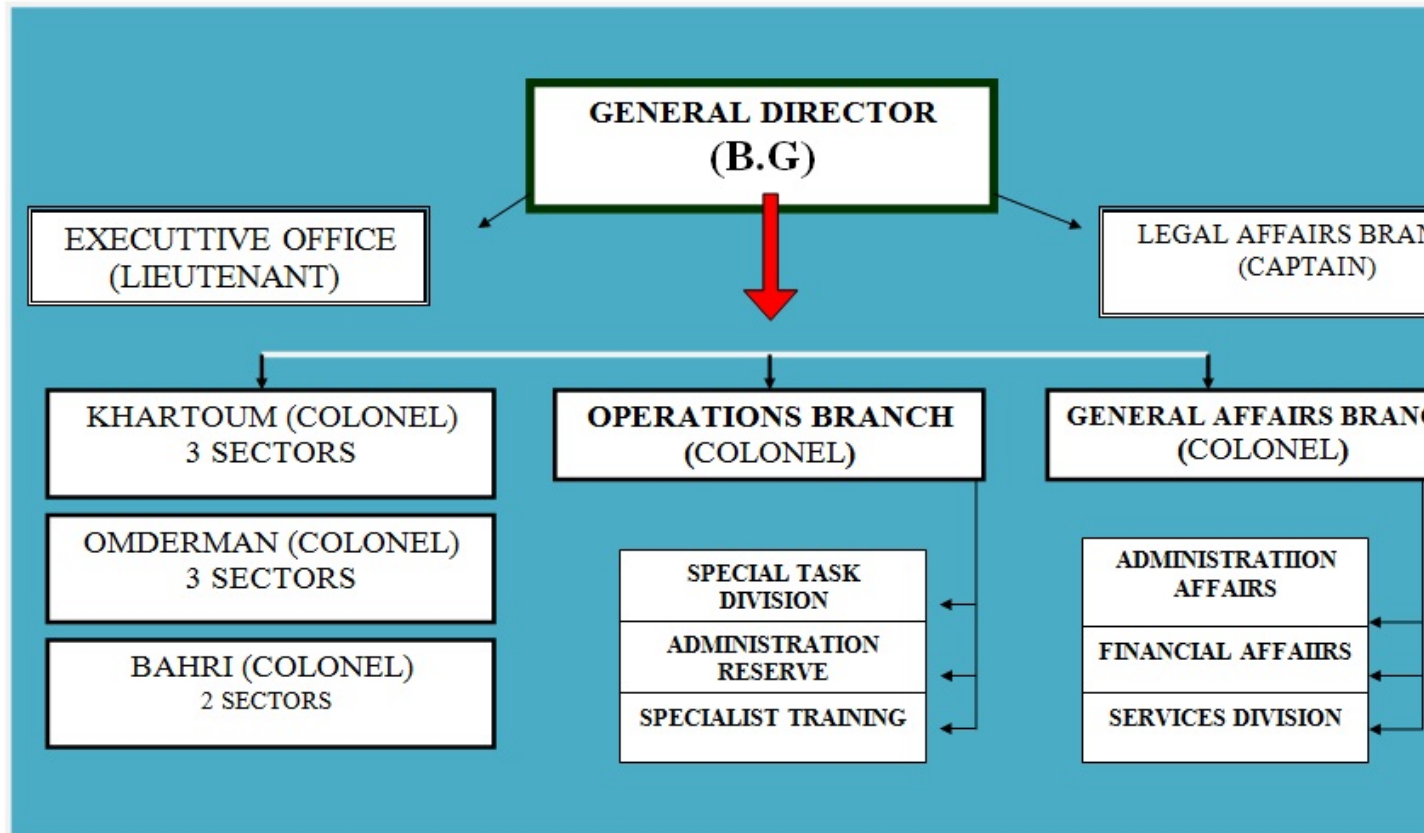 GENERAL DIRECTOR
(B.G)
EXECUTTIVE OFFICE
(LIEUTENANT)
LEGAL AFFAIRS
(CAPTAIN)
KHARTOUM (COLONEL)
3 SECTORS
OMDERMAN (COLONEL)
3 SECTORS
BAHRI (COLONEL)
2 SECTORS
OPERATIONS BRANCH
(COLONEL)
SPECIAL TASK
DIVISION
ADMINISTRATION
RESERVE
SPECIALIST TRAINING
GENERAL AFFAIRS
(COLONEL)
ADMINISTRATIION
AFFAIRS
FINANCIAL AFFAIIRS
SERVICES DIVISION